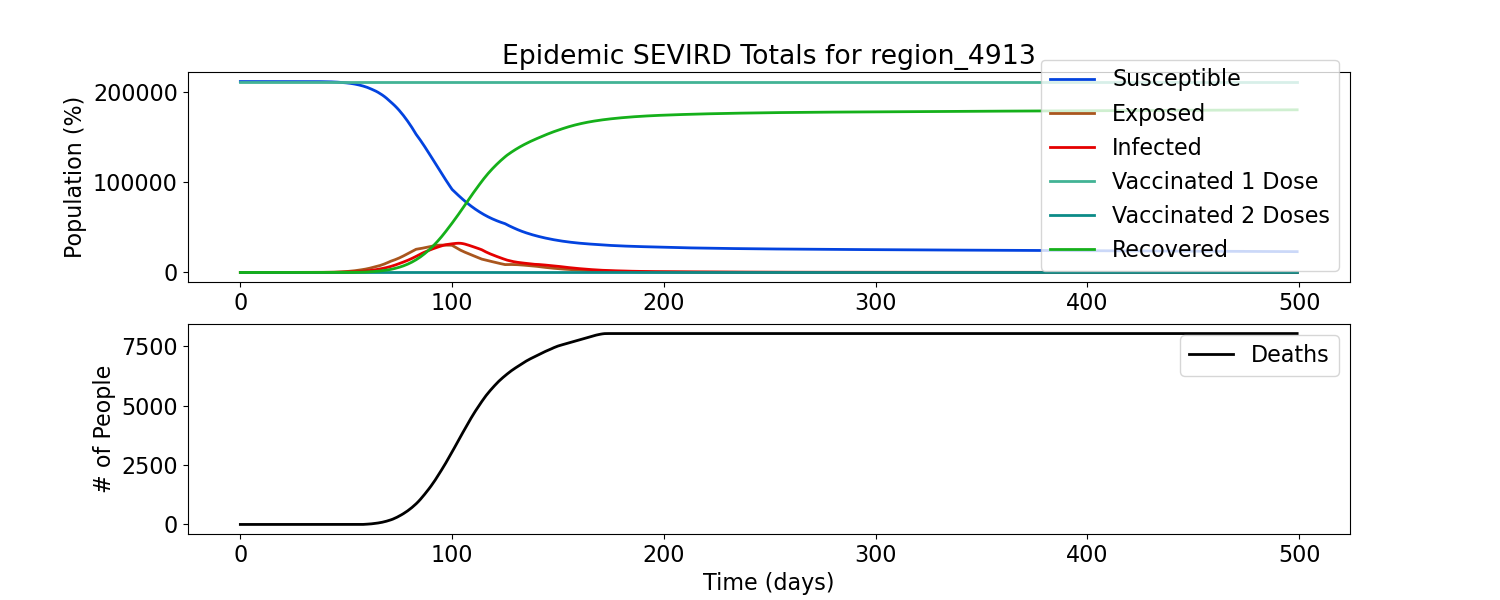 Epidemic SEVIRD Totals for region_4913
Population (%)
200000
100000
0
Susceptible
Exposed
Infected
Vaccinated 1 Dose
Vaccinated 2 Doses
Recovered
0 100 200 300 400 500
# of People
7500
5000
2500
0
Deaths
0 100 200 300 400 500
Time (days)